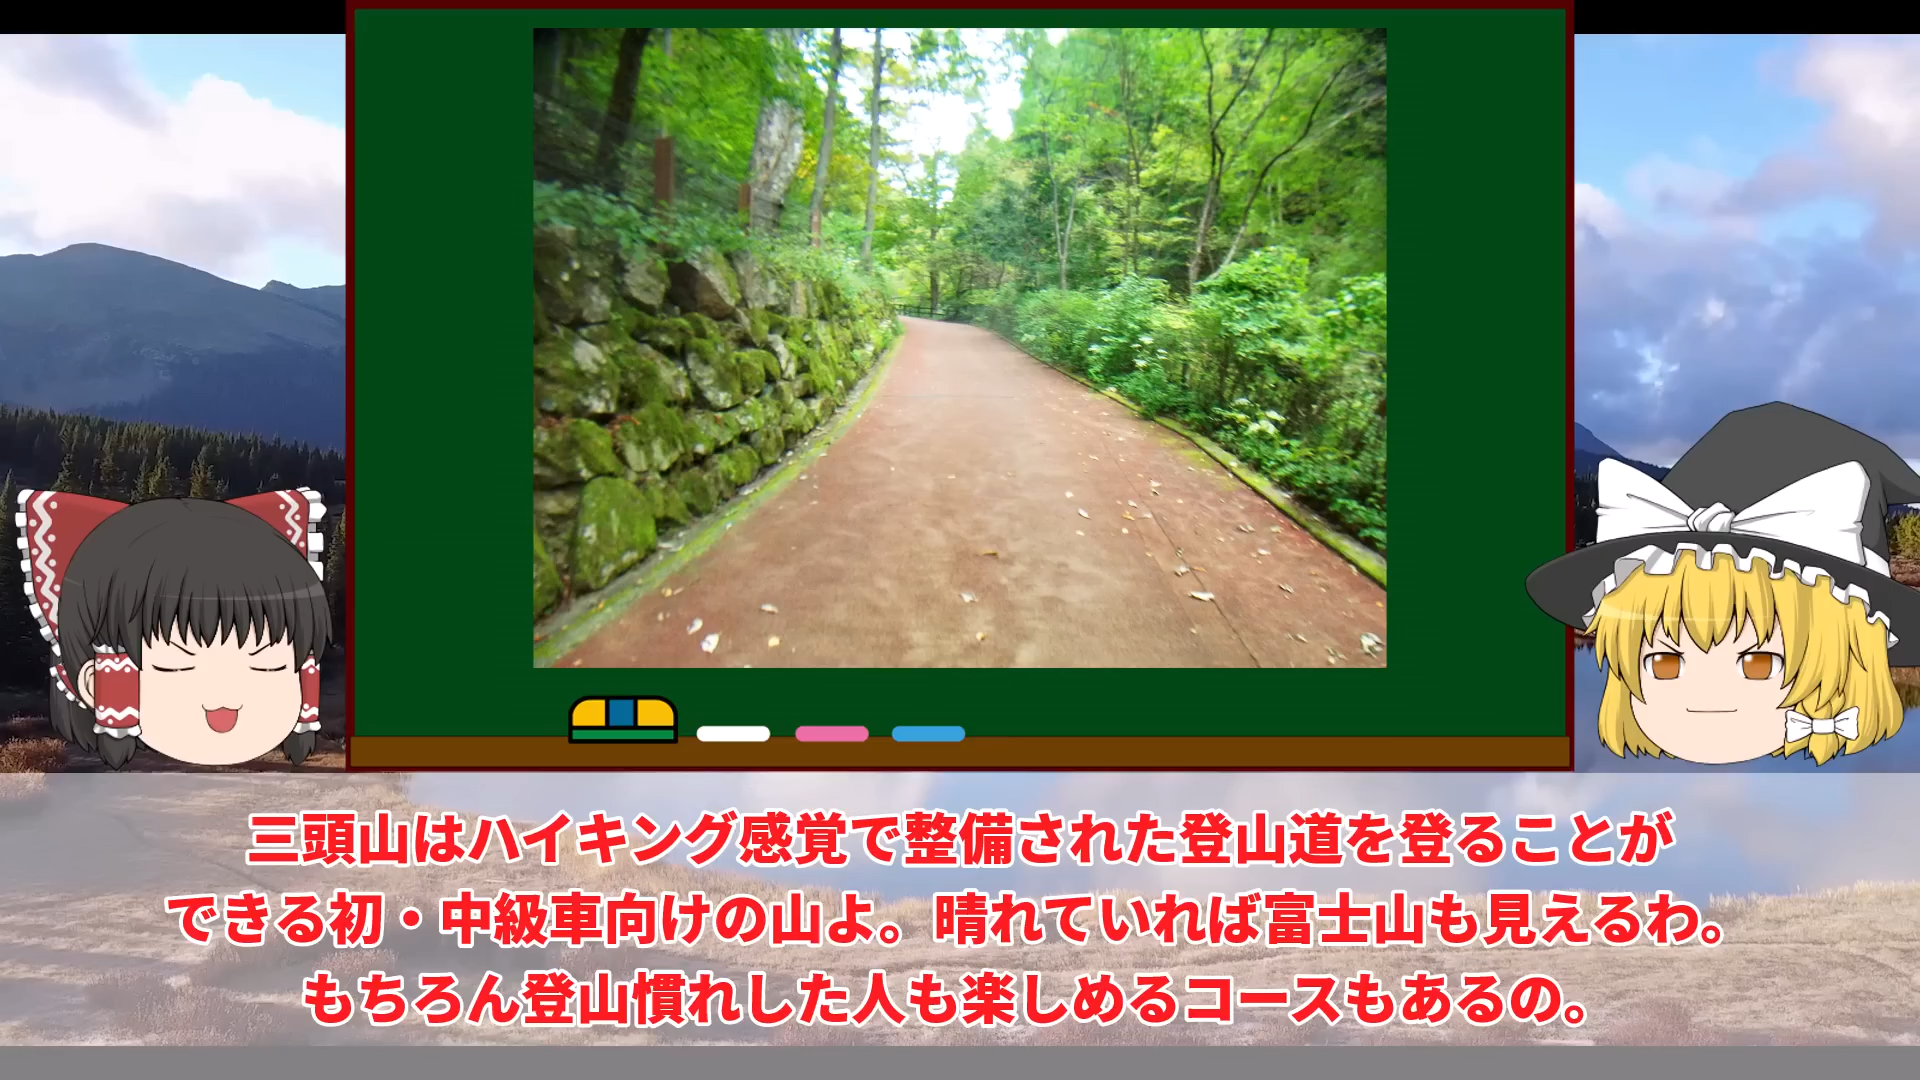 三頭山はハイキング感覚で整備された登山道を登ることが
できる初・中級車向けの山よ。晴れていれば富士山も見えるわ。
もちろん登山慣れした人も楽しめるコースもあるの。